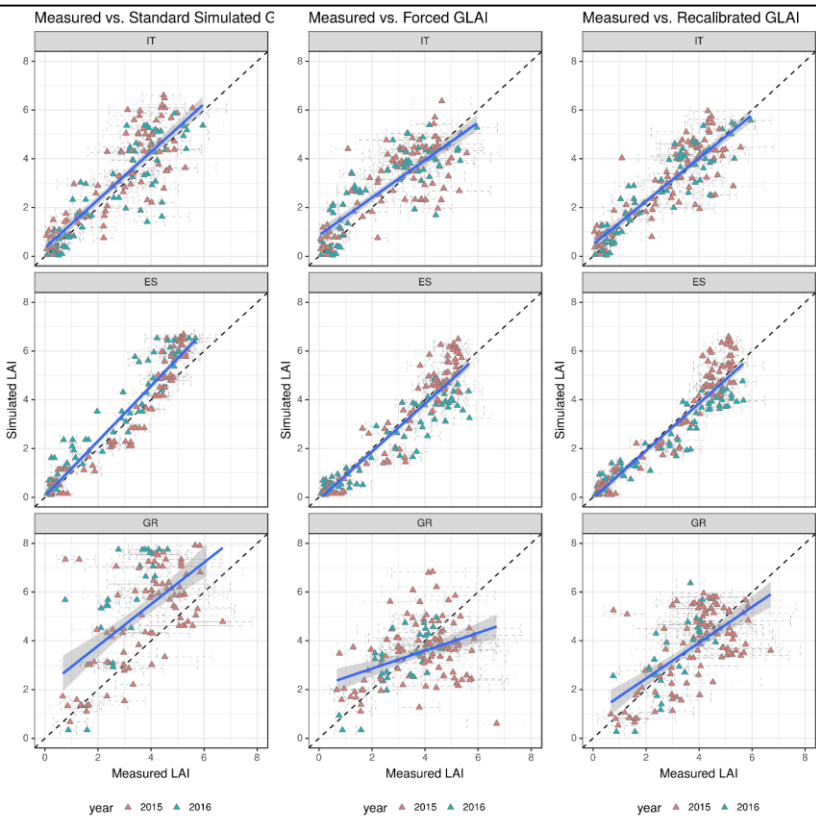 Measured vs. Standard Simulated G
Measured vs. Forced GLAI
Measured vs. Recalibrated GLAI
IT
IT
IT
8
6
4
2
0
8
6
4
2
0
8
6
4
2
0
ES
ES
ES
Simulated LAI
8
6
4
2
0
Simulated LAI
8
6
4
2
0
Simulated LAI
8
6
4
2
0
GR
GR
GR
8
6
4
2
0
8
6
4
2
0
8
6
4
2
0
0 2 4 6 8
0 2 4 6 8
0 2 4 6 8
Measured LAI
Measured LAI
Measured LAI
year 2015 2016
year 2015 2016
year 2015 2016